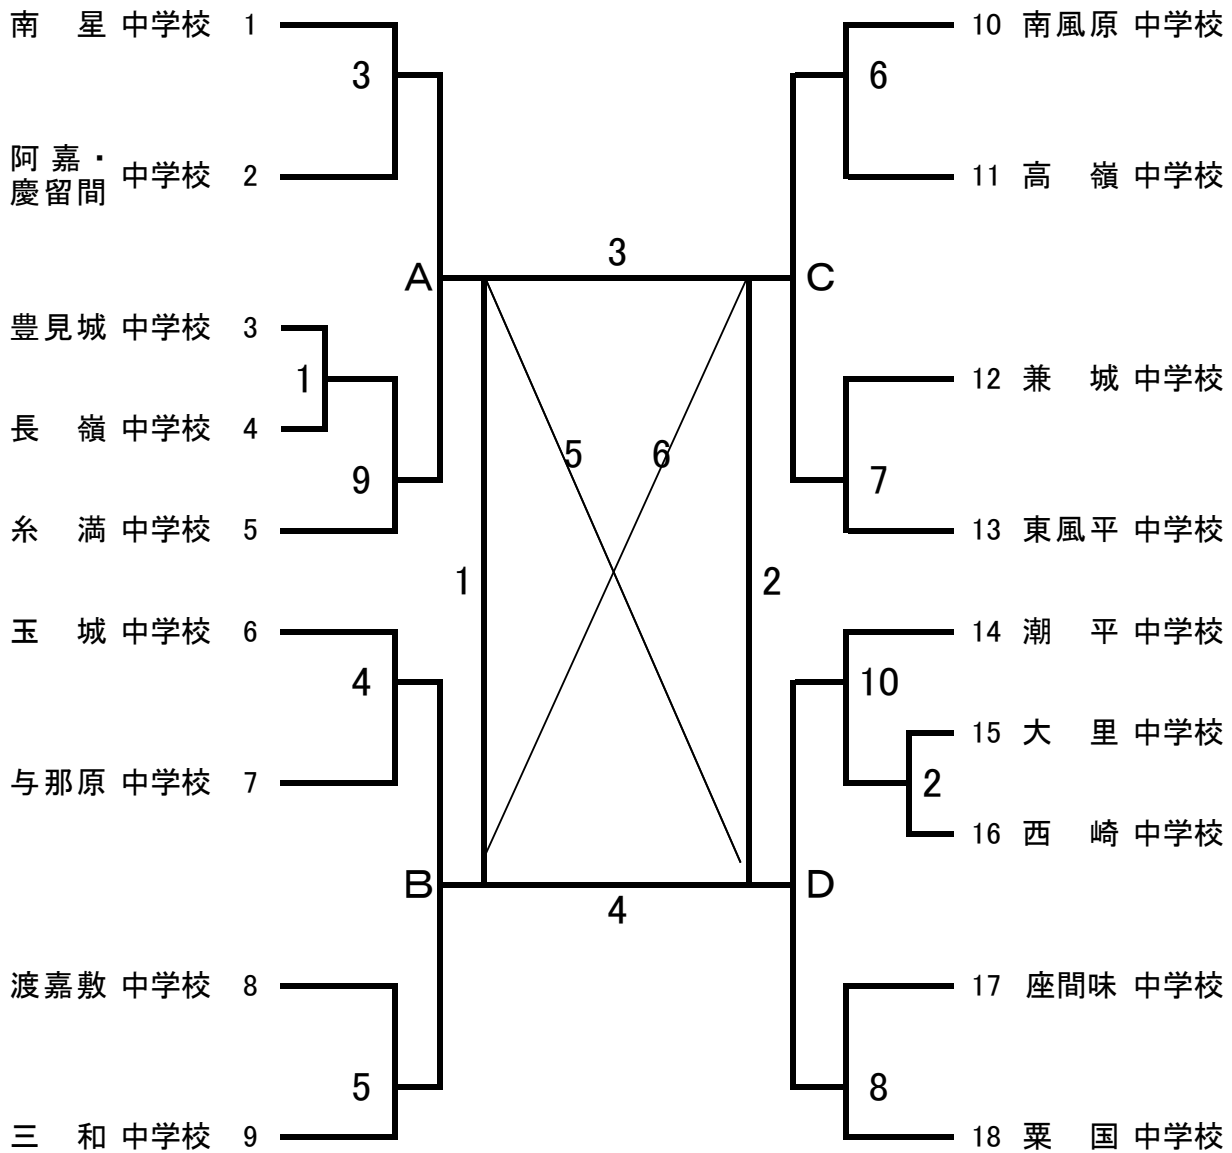 南 星 中学校 1
3
阿嘉・
慶留間 中学校 2
A
豊見城 中学校 3
1
長 嶺 中学校 4
9
糸 満 中学校 5
玉 城 中学校 6
4
与那原 中学校 7
B
渡嘉敷 中学校 8
5
三 和 中学校 9
3
5 6
1 2
4
10 南風原 中学校
6
11 高 嶺 中学校
C
12 兼 城 中学校
7
13 東風平 中学校
14 潮 平 中学校
10
15 大 里 中学校
2
16 西 崎 中学校
D
17 座間味 中学校
8
18 粟 国 中学校